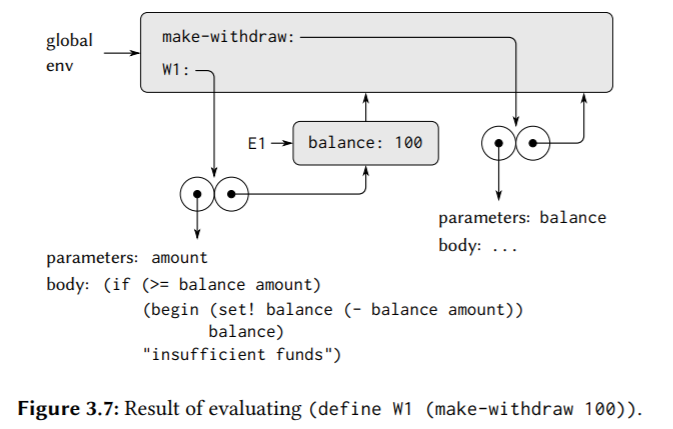 global
env
make-withdraw:
W1:
E1
balance: 100
parameters: balance
body: ...
parameters: amount
body: (if (>= balance amount)
(begin (set! balance (- balance amount))
balance)
"insufficient funds")
Figure 3.7: Result of evaluating (define W1 (make-withdraw 100)).